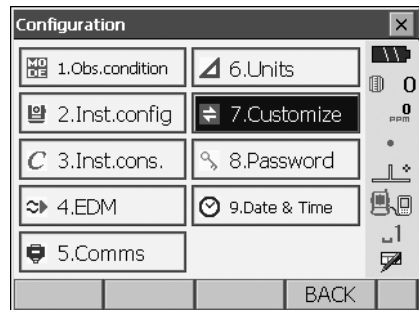 Configuration
MODE 1.Obs.condition
2.Inst.config
C 3.Inst.cons.
4.EDM
5.Comms
6.Units
7.Customize
8.Password
9.Date & Time
0
0
PPM
1
BACK